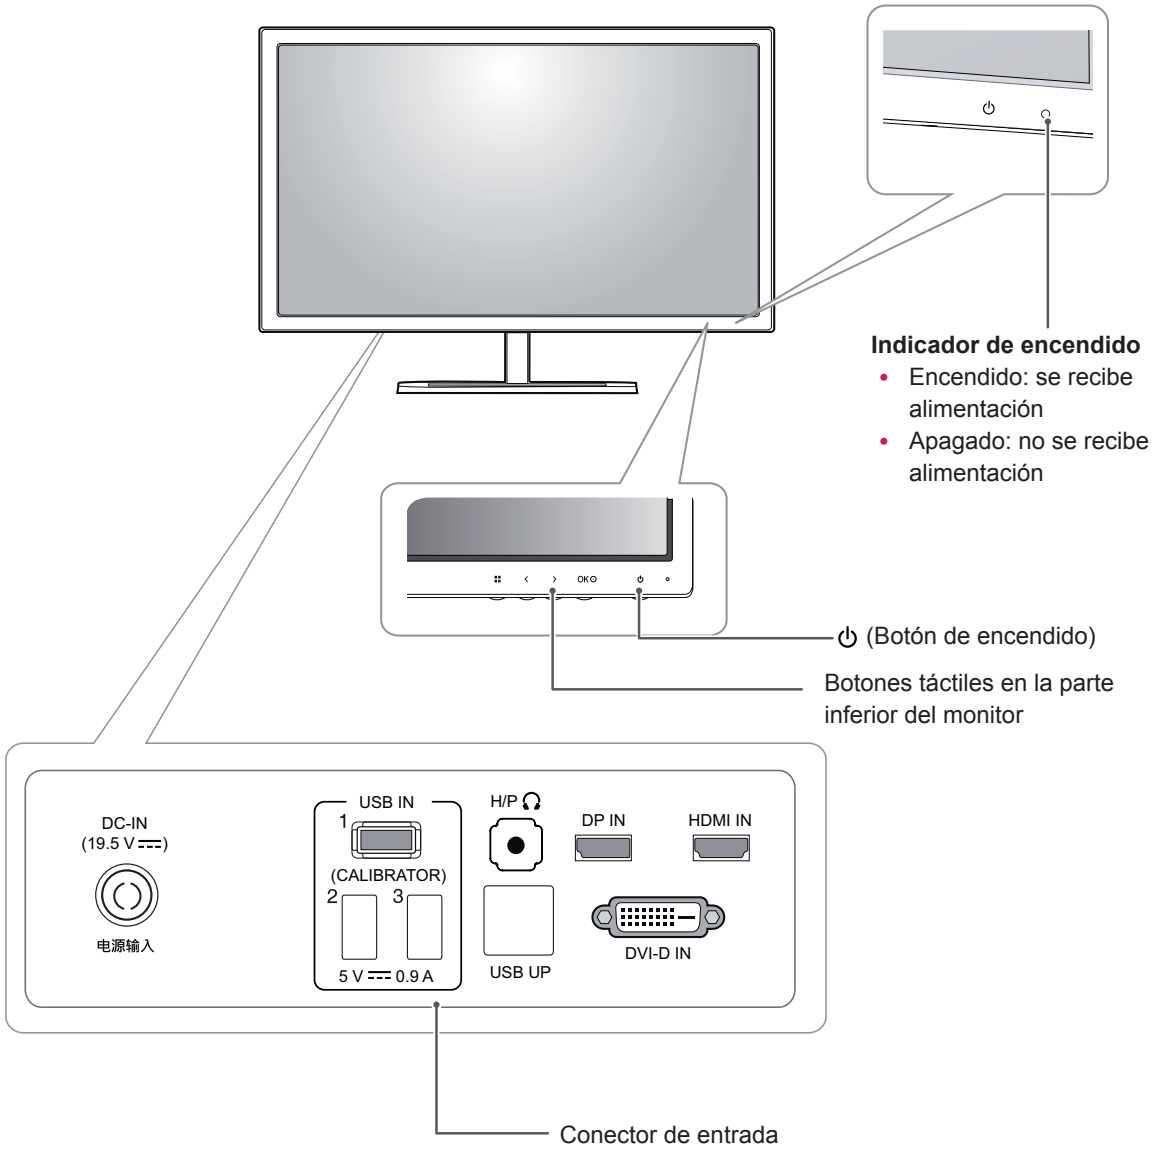 Indicador de encendido
• Encendido: se recibe
alimentación
• Apagado: no se recibe
alimentación
OK
(Botón de encendido)
Botones táctiles en la parte
inferior del monitor
DC-IN
(19.5 V ⎓)
电源输入
USB IN
1
(CALIBRATOR)
2 3
5 V ⎓ 0.9 A
H/P
USB UP
DP IN
HDMI IN
DVI-D IN
Conector de entrada